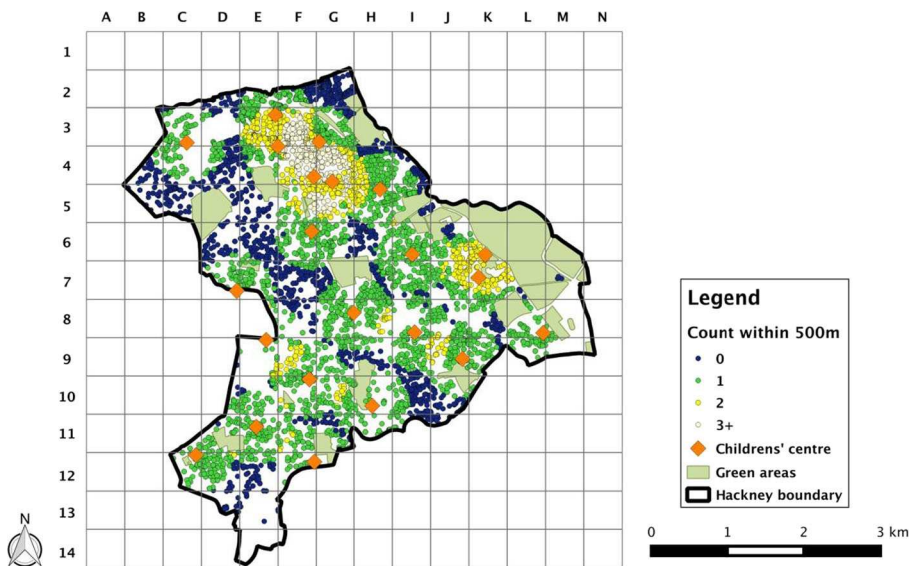 A B C D E F G H I J K L M N
1
2
3
4
5
6
7
8
9
10
11
12
13
14
Legend
Count within 500m
0
1
2
3+
Childrens' centre
Green areas
Hackney boundary
N
0 1 2 3 km